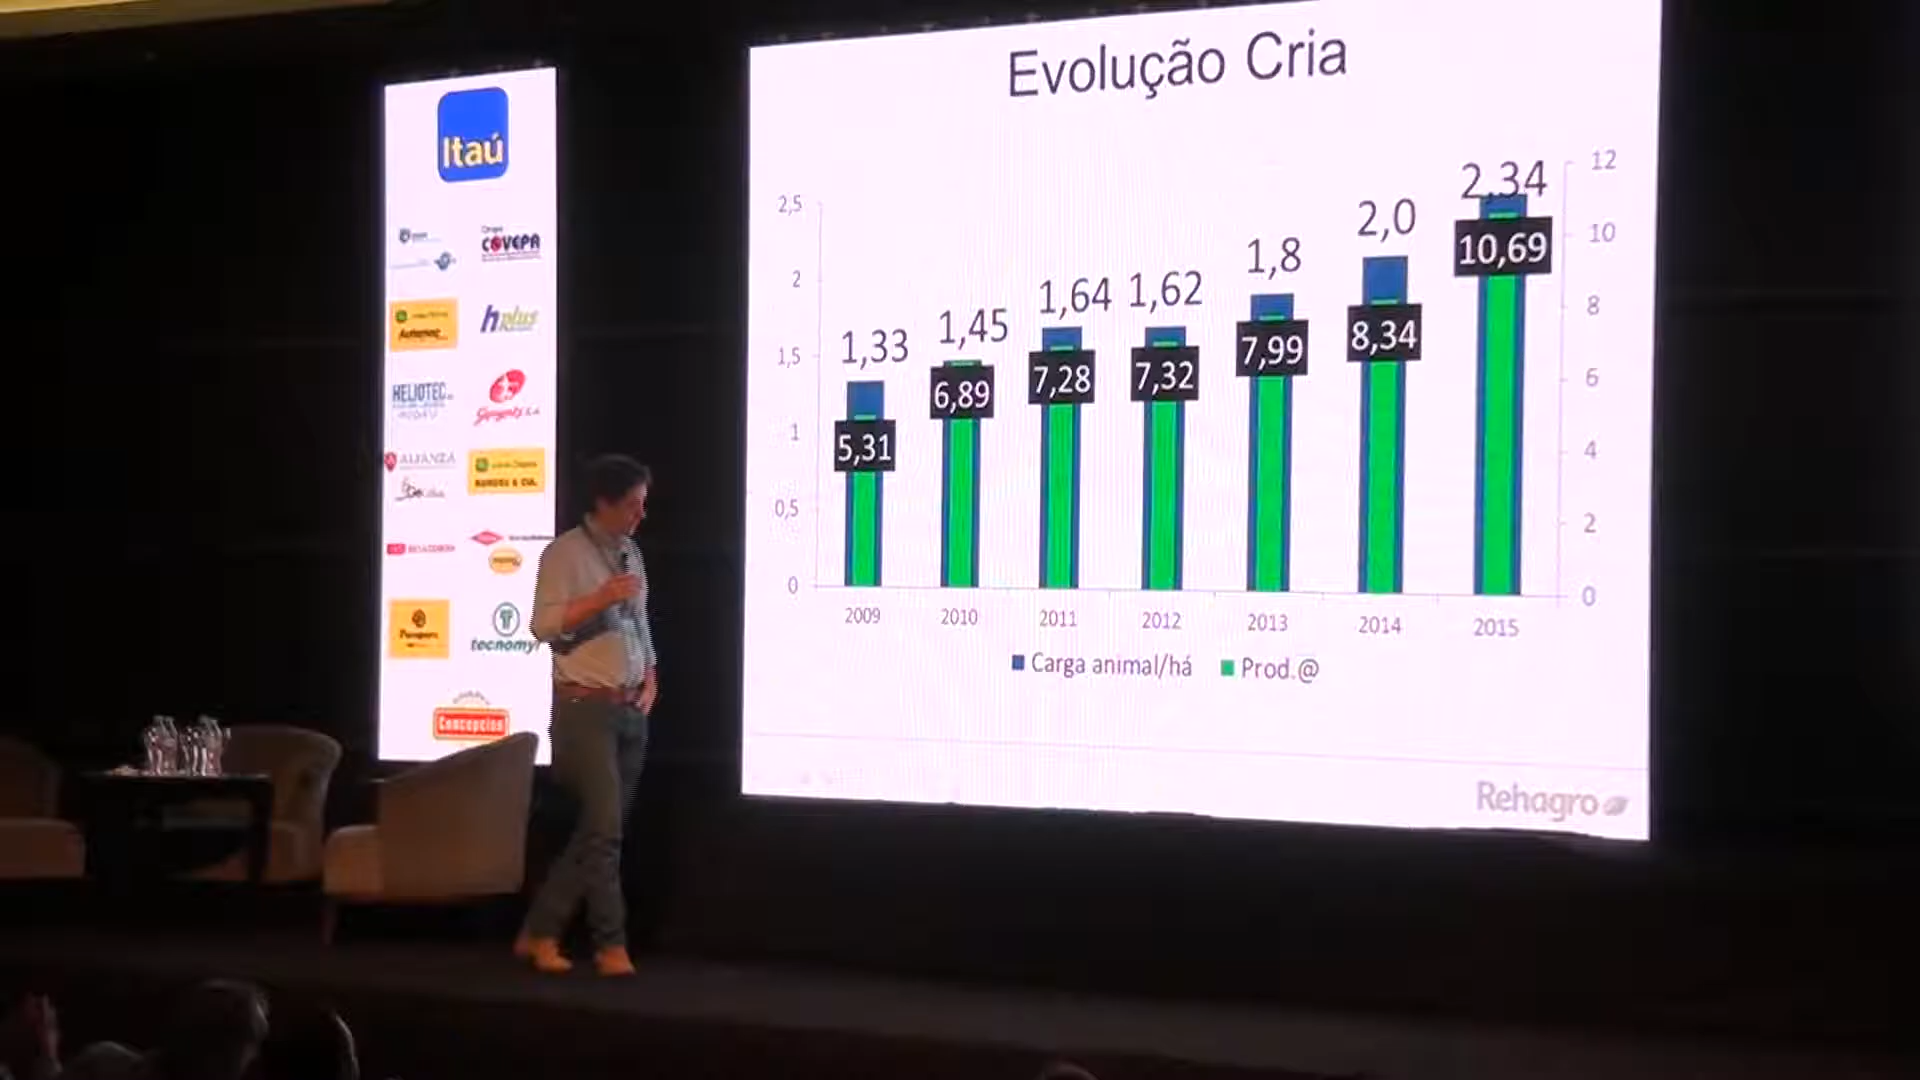 Evolução Cria
2,5
2
1,5
1
0,5
0
12
10
8
6
4
2
0
1,33
1,45
1,64
1,62
1,8
2,0
2.34
5,31
6,89
7,28
7,32
7,99
8,34
10,69
2009
2010
2011
2012
2013
2014
2015
Carga animal/há
Prod.@
Rehagro
Itaú
COVEPA
Automaq
hplus
HELIOTEC
ALIANZA
tecnomyl
Concepcion